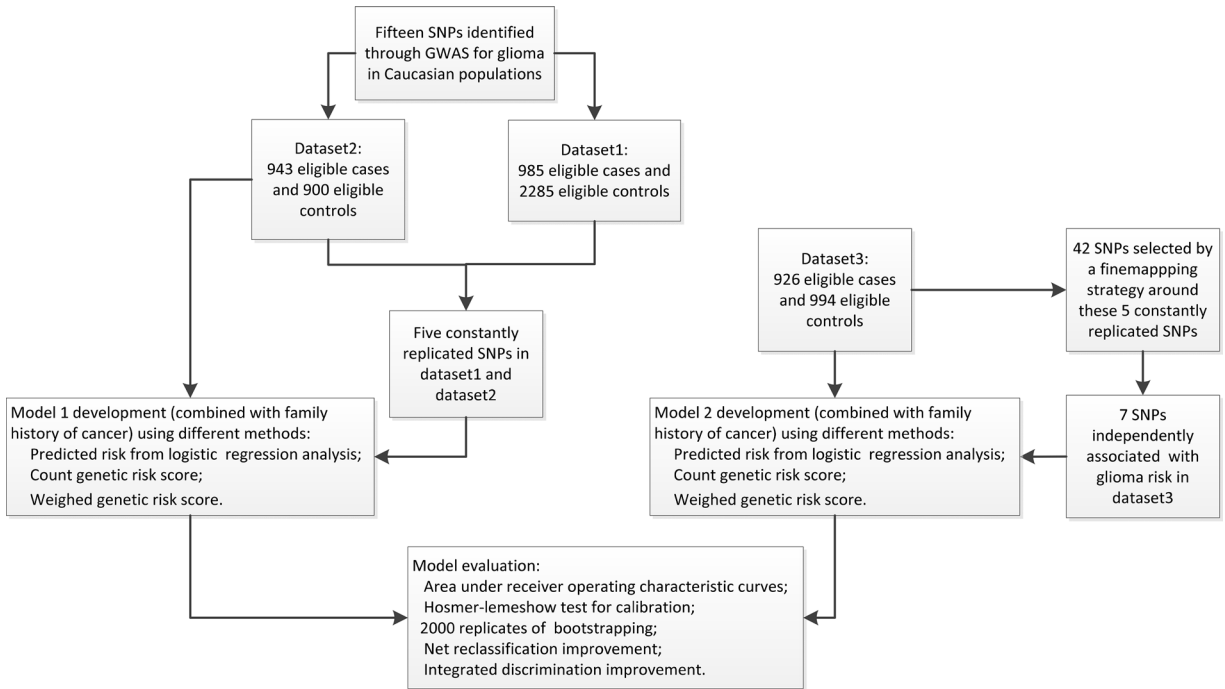 Fifteen SNPs identified
through GWAS for glioma
in Caucasian populations
Dataset2:
943 eligible cases
and 900 eligible
controls
Dataset1:
985 eligible cases and
2285 eligible controls
Dataset3:
926 eligible cases
and 994 eligible
controls
42 SNPs selected by
a finemappping
strategy around
these 5 constantly
replicated SNPs
Five constantly
replicated SNPs in
dataset1 and
dataset2
Model 1 development (combined with family
history of cancer) using different methods:
Predicted risk from logistic regression analysis;
Count genetic risk score;
Weighed genetic risk score.
Model 2 development (combined with family
history of cancer) using different methods:
Predicted risk from logistic regression analysis;
Count genetic risk score;
Weighed genetic risk score.
7 SNPs
independently
associated with
glioma risk in
dataset3
Model evaluation:
Area under receiver operating characteristic curves;
Hosmer-lemeshow test for calibration;
2000 replicates of bootstrapping;
Net reclassification improvement;
Integrated discrimination improvement.